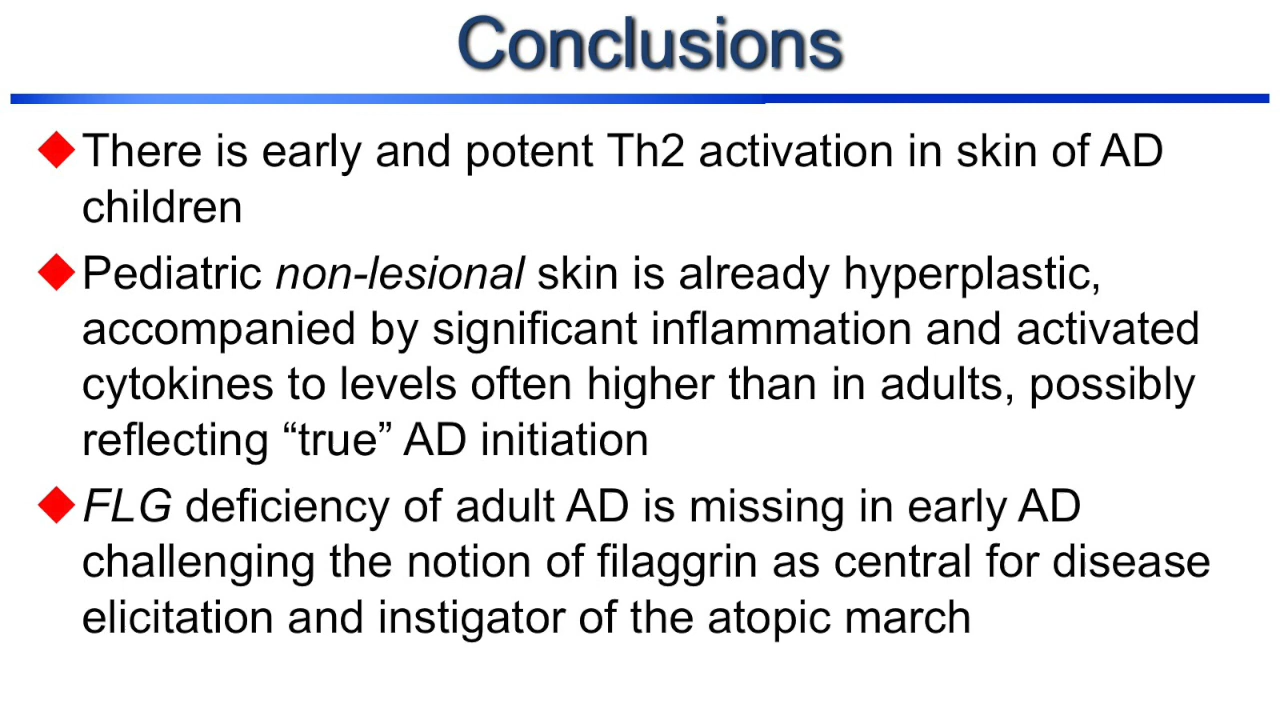 Conclusions
There is early and potent Th2 activation in skin of AD
children
Pediatric non-lesional skin is already hyperplastic,
accompanied by significant inflammation and activated
cytokines to levels often higher than in adults, possibly
reflecting “true” AD initiation
FLG deficiency of adult AD is missing in early AD
challenging the notion of filaggrin as central for disease
elicitation and instigator of the atopic march